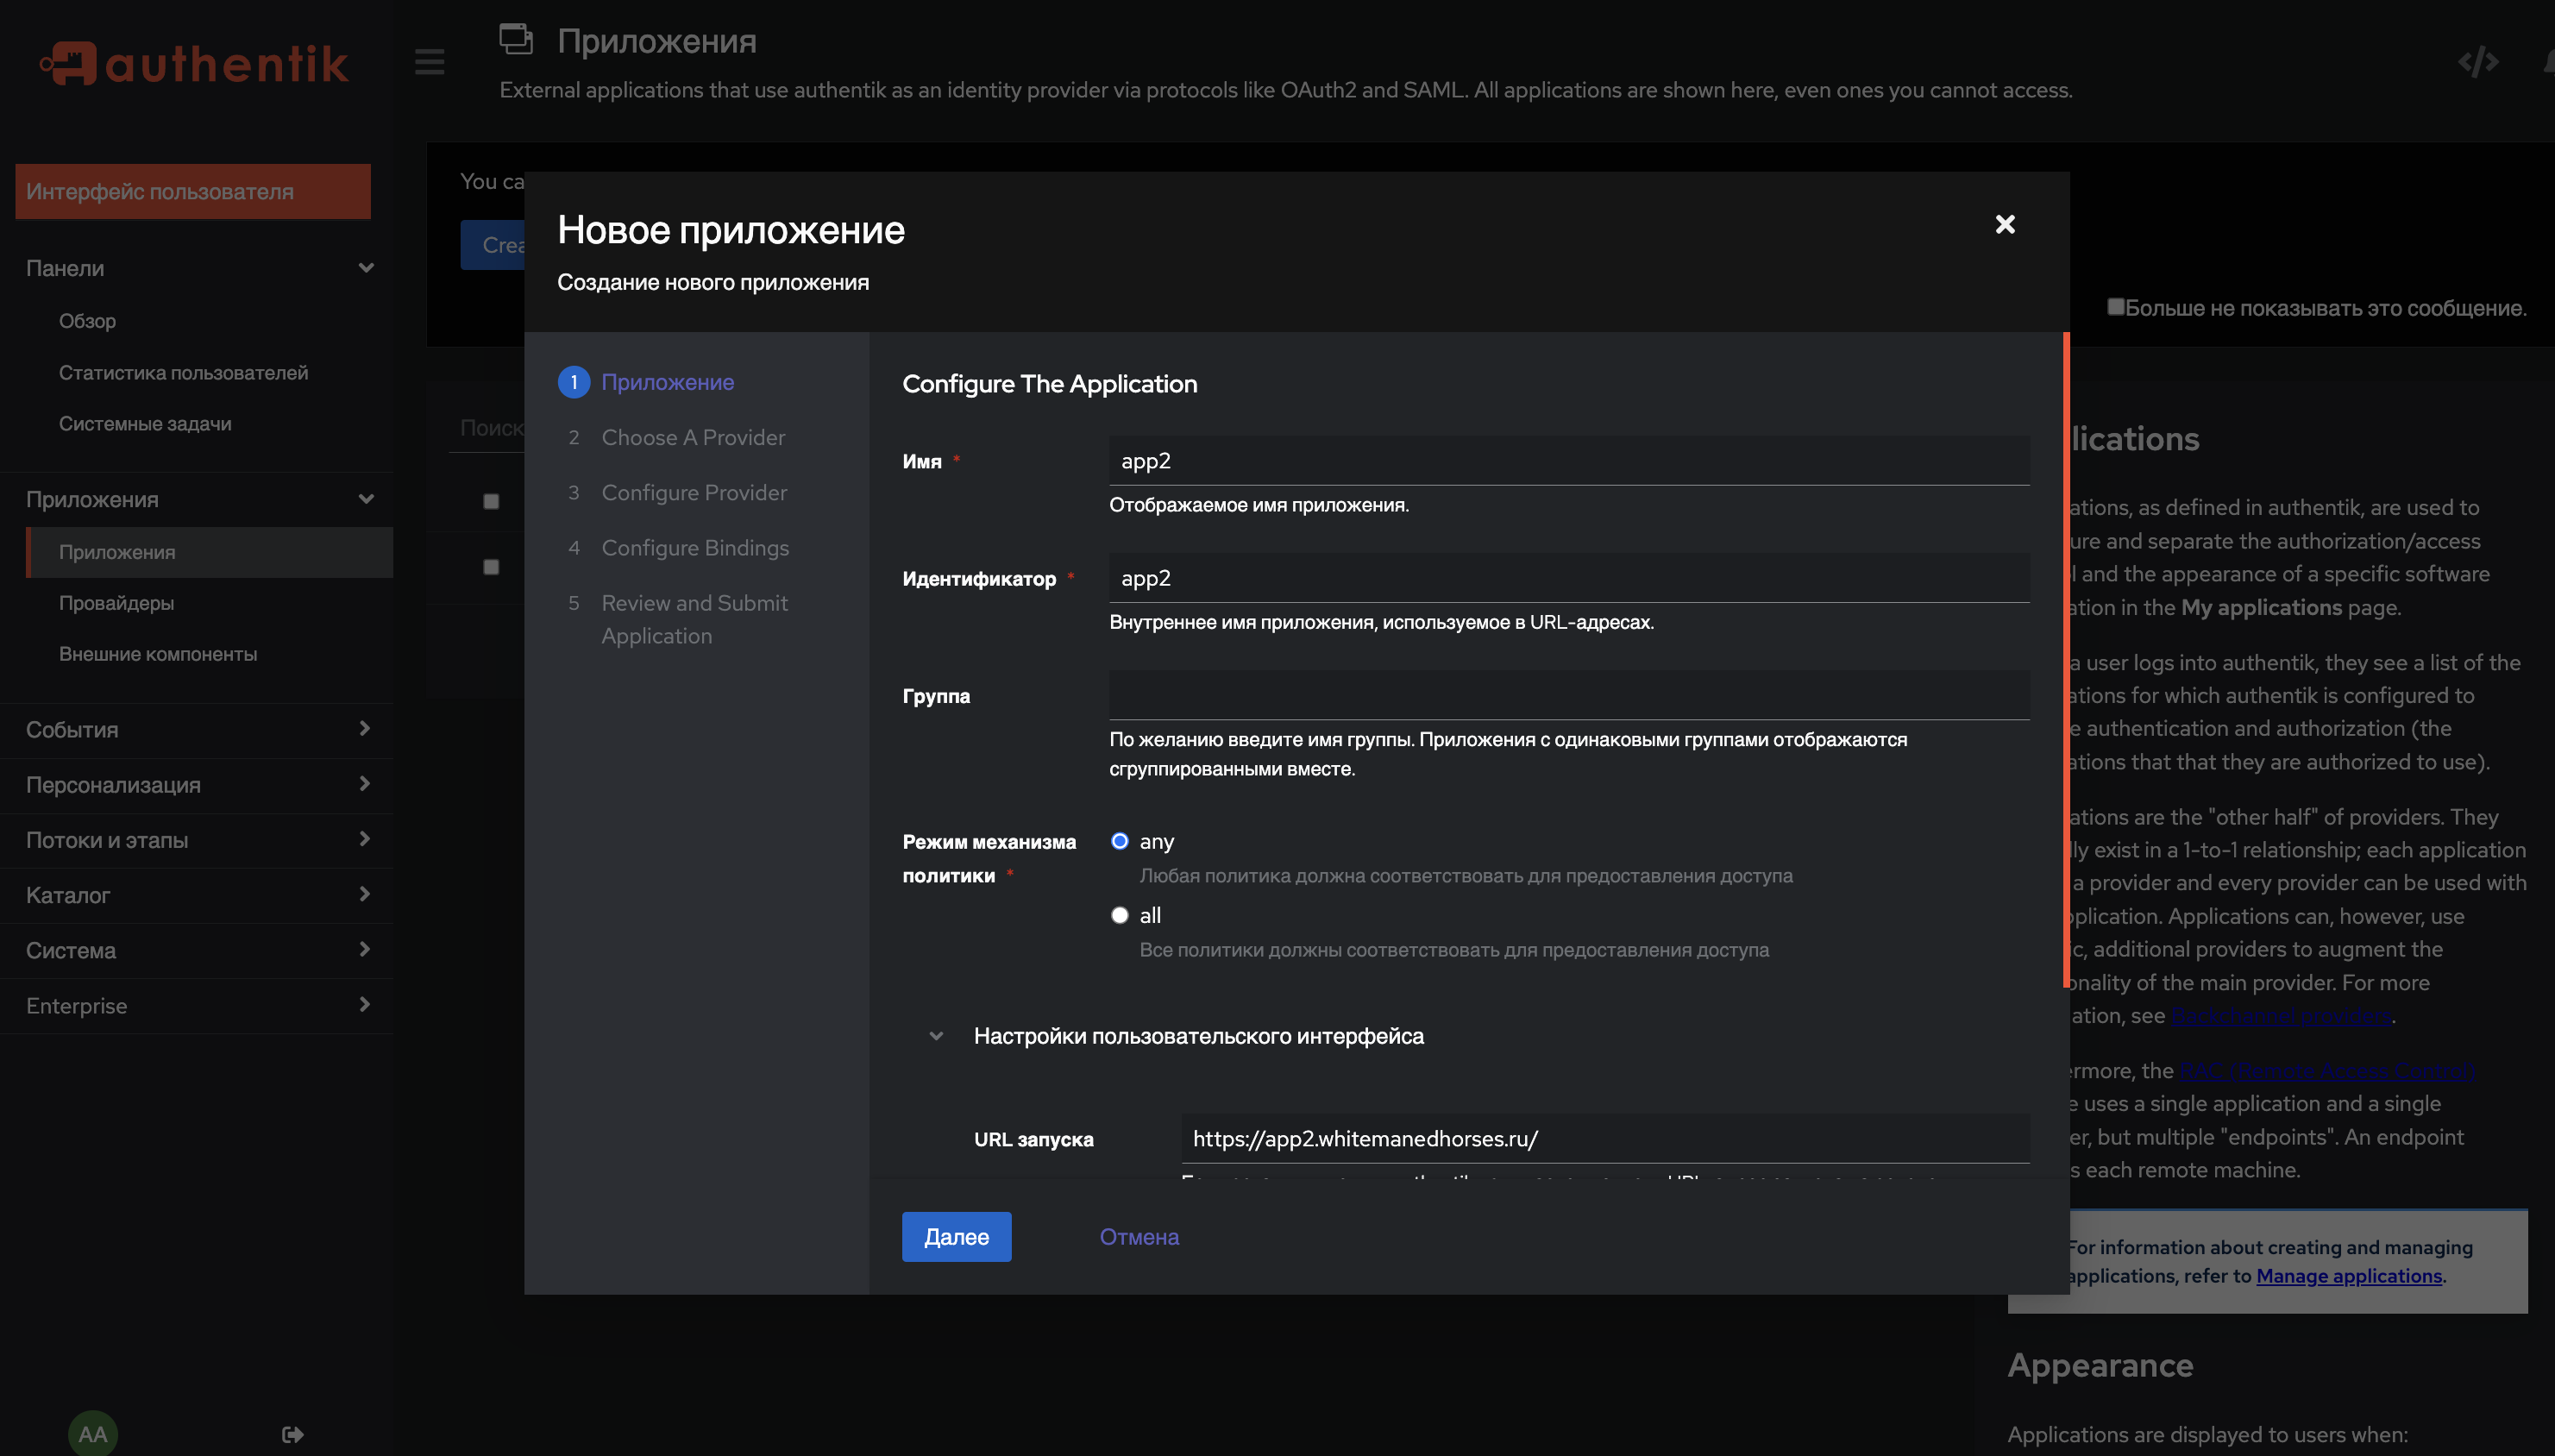 authentik
Приложения
External applications that use authentik as an identity provider via protocols like OAuth2 and SAML. All applications are shown here, even ones you cannot access.
Интерфейс пользователя
Панели
Обзор
Статистика пользователей
Системные задачи
Приложения
Приложения
Провайдеры
Внешние компоненты
События
Персонализация
Потоки и этапы
Каталог
Система
Enterprise
AA
You ca
Crea
Больше не показывать это сообщение.
Поиск
Новое приложение
Создание нового приложения
1 Приложение
2 Choose A Provider
3 Configure Provider
4 Configure Bindings
5 Review and Submit
Application
Configure The Application
Имя *
app2
Отображаемое имя приложения.
Идентификатор *
app2
Внутреннее имя приложения, используемое в URL-адресах.
Группа
По желанию введите имя группы. Приложения с одинаковыми группами отображаются
сгруппированными вместе.
Режим механизма
политики *
any
Любая политика должна соответствовать для предоставления доступа
all
Все политики должны соответствовать для предоставления доступа
Настройки пользовательского интерфейса
URL запуска
https://app2.whitemanedhorses.ru/
Далее
Отмена
lications
ations, as defined in authentik, are used to
ure and separate the authorization/access
l and the appearance of a specific software
ation in the My applications page.
a user logs into authentik, they see a list of the
ations for which authentik is configured to
e authentication and authorization (the
ations that that they are authorized to use).
ations are the "other half" of providers. They
lly exist in a 1-to-1 relationship; each application
a provider and every provider can be used with
pplication. Applications can, however, use
ic, additional providers to augment the
onality of the main provider. For more
ation, see Backchannel providers.
ermore, the RAC (Remote Access Control)
e uses a single application and a single
er, but multiple "endpoints". An endpoint
s each remote machine.
For information about creating and managing
applications, refer to Manage applications.
Appearance
Applications are displayed to users when: